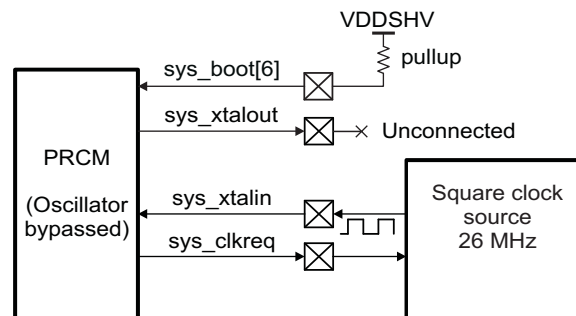 VDDSHV
pullup
sys_boot[6]
sys_xtalout
Unconnected
PRCM
(Oscillator
bypassed)
sys_xtalin
sys_clkreq
Square clock
source
26 MHz